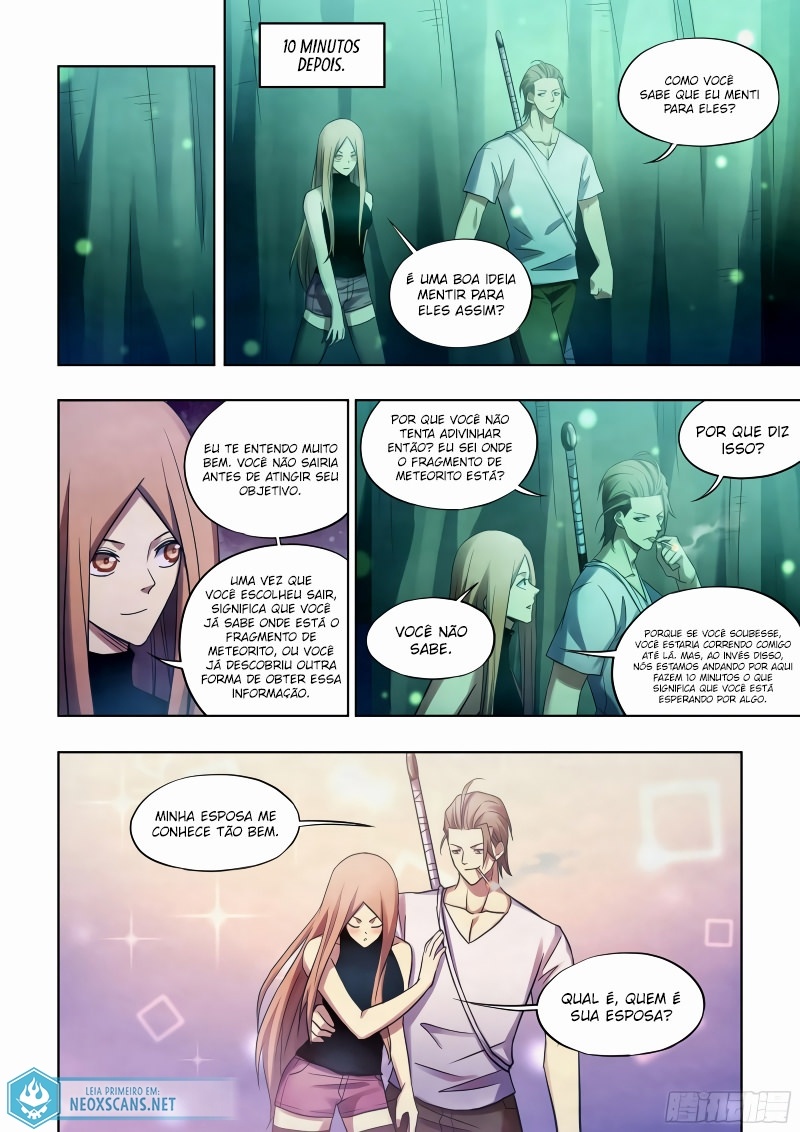 10 MINUTOS
DEPOIS.
COMO VOCÊ
SABE QUE EU MENTI
PARA ELES?
É UMA BOA IDEIA
MENTIR PARA
ELES ASSIM?
EU TE ENTENDO MUITO
BEM. VOCÊ NÃO SAIRIA
ANTES DE ATINGIR SEU
OBJETIVO.
UMA VEZ QUE
VOCÊ ESCOLHEU SAIR,
SIGNIFICA QUE VOCÊ
JÁ SABE ONDE ESTÁ O
FRAGMENTO DE
METEORITO, OU VOCÊ
JÁ DESCOBRIU OUTRA
FORMA DE OBTER ESSA
INFORMAÇÃO.
POR QUE VOCÊ NÃO
TENTA ADIVINHAR
ENTÃO? EU SEI ONDE
O FRAGMENTO DE
METEORITO ESTÁ?
POR QUE DIZ
ISSO?
VOCÊ NÃO
SABE.
PORQUE SE VOCÊ SOUBESSE,
VOCÊ ESTARIA CORRENDO COMIGO
ATÉ LÁ. MAS, AO INVÉS DISSO,
NÓS ESTAMOS ANDANDO POR AQUI
FAZEM 10 MINUTOS O QUE
SIGNIFICA QUE VOCÊ ESTÁ
ESPERANDO POR ALGO.
MINHA ESPOSA ME
CONHECE TÃO BEM.
QUAL É, QUEM É
SUA ESPOSA?
LEIA PRIMEIRO EM:
NEOXSCANS.NET
腾讯动漫